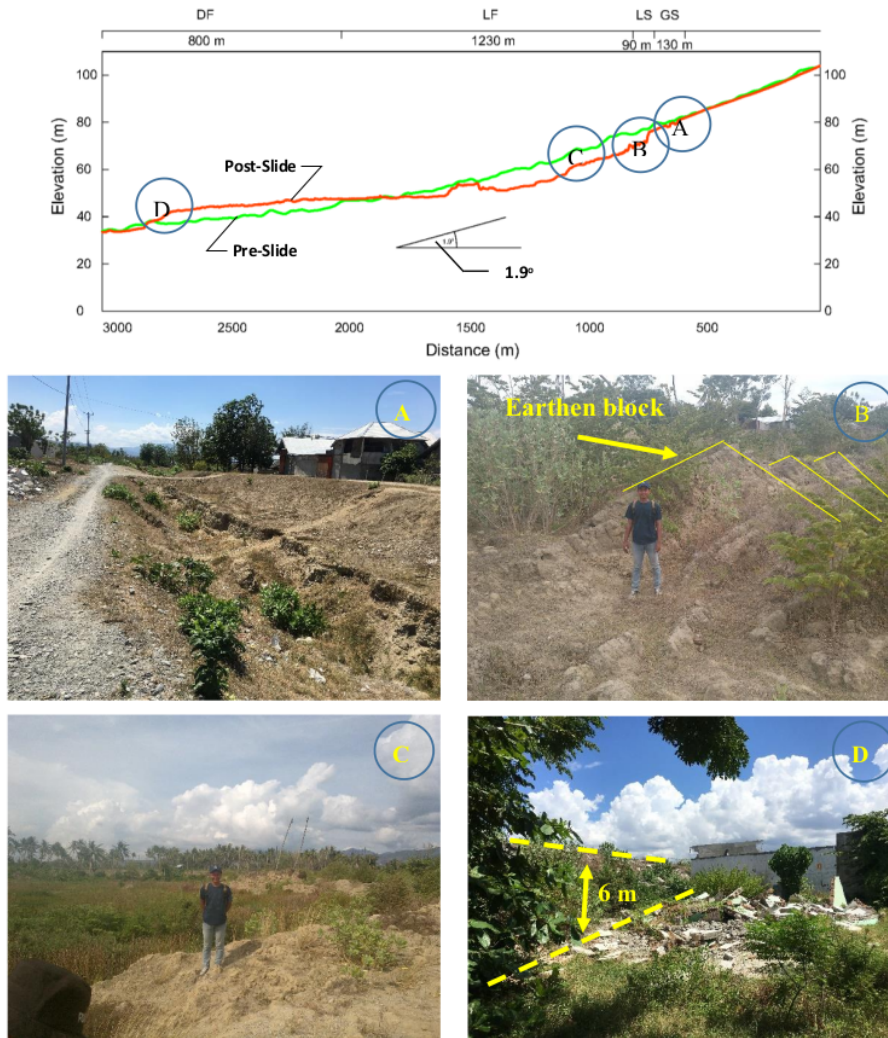 DF LF LS GS
800 m 1230 m 90 m 130 m
100 100
80 80
60 60
40 40
20 20
0 0
Elevation (m)
Elevation (m)
A
B
C
D
Post-Slide
Pre-Slide
1.9°
1.9°
3000 2500 2000 1500 1000 500
Distance (m)
A
Earthen block
B
C
D
6 m